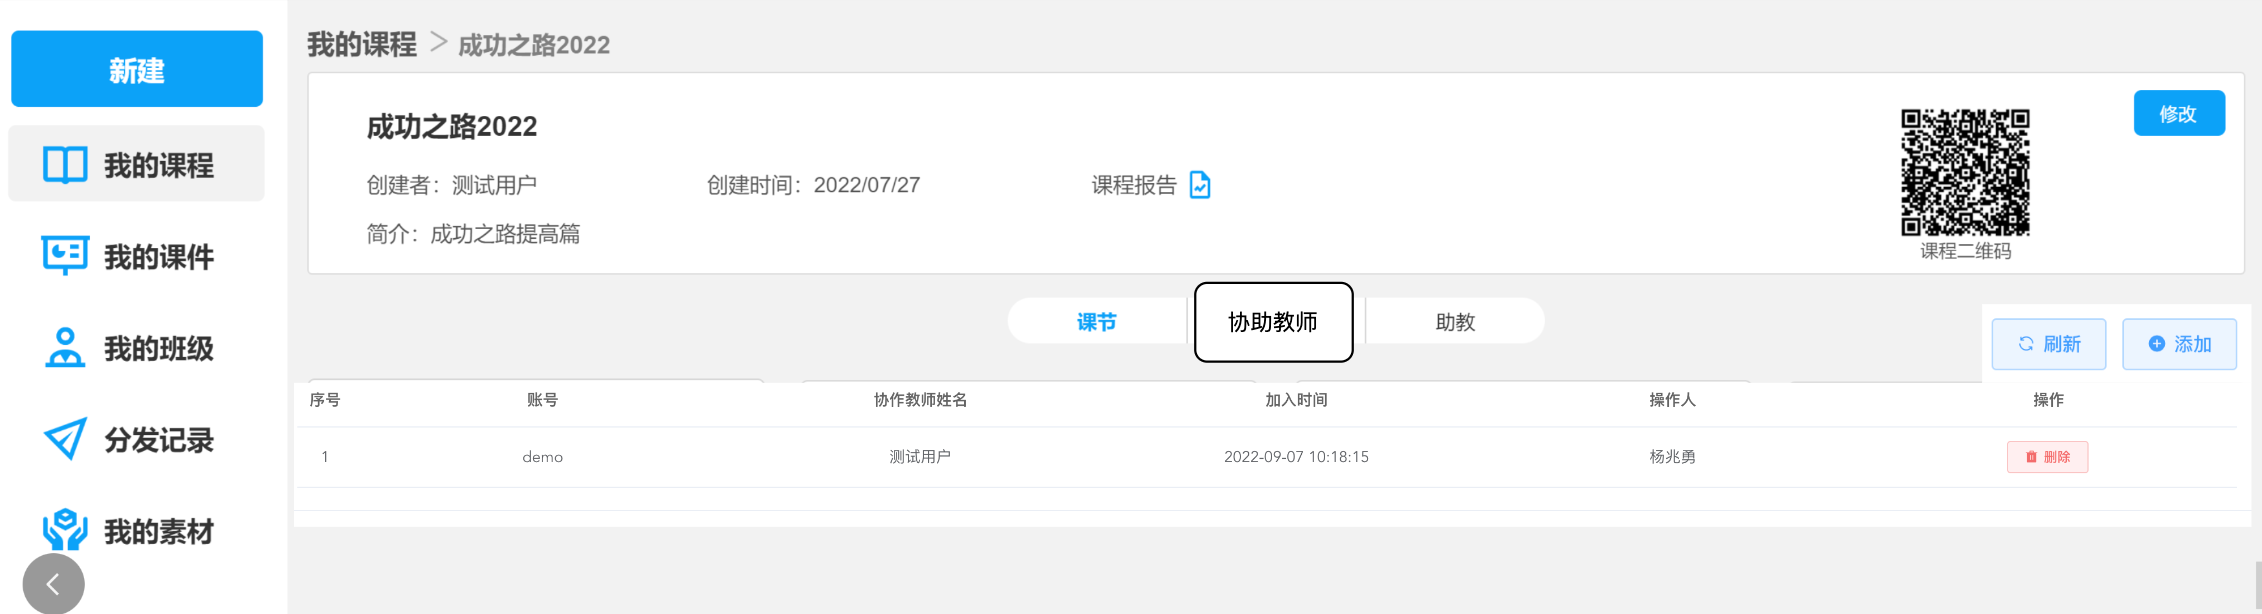 新建
我的课程
我的课件
我的班级
分发记录
我的素材
我的课程 > 成功之路2022
成功之路2022
修改
创建者：测试用户 创建时间：2022/07/27 课程报告
简介：成功之路提高篇
课程二维码
课节 协助教师 助教
刷新 添加
序号 账号 协作教师姓名 加入时间 操作人 操作
1 demo 测试用户 2022-09-07 10:18:15 杨兆勇 删除